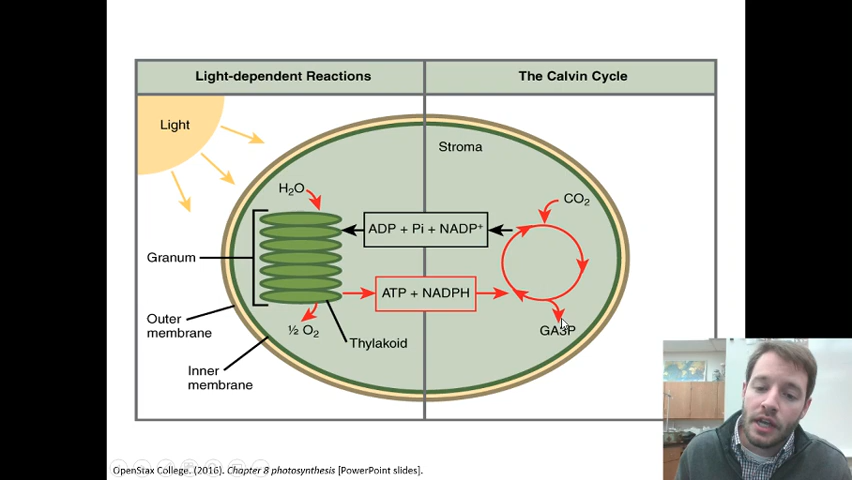 Light-dependent Reactions
The Calvin Cycle
Light
Stroma
H₂O
CO₂
ADP + Pi + NADP⁺
Granum
ATP + NADPH
Outer
membrane
½ O₂
GA3P
Thylakoid
Inner
membrane
OpenStax College. (2016). Chapter 8 photosynthesis [PowerPoint slides].